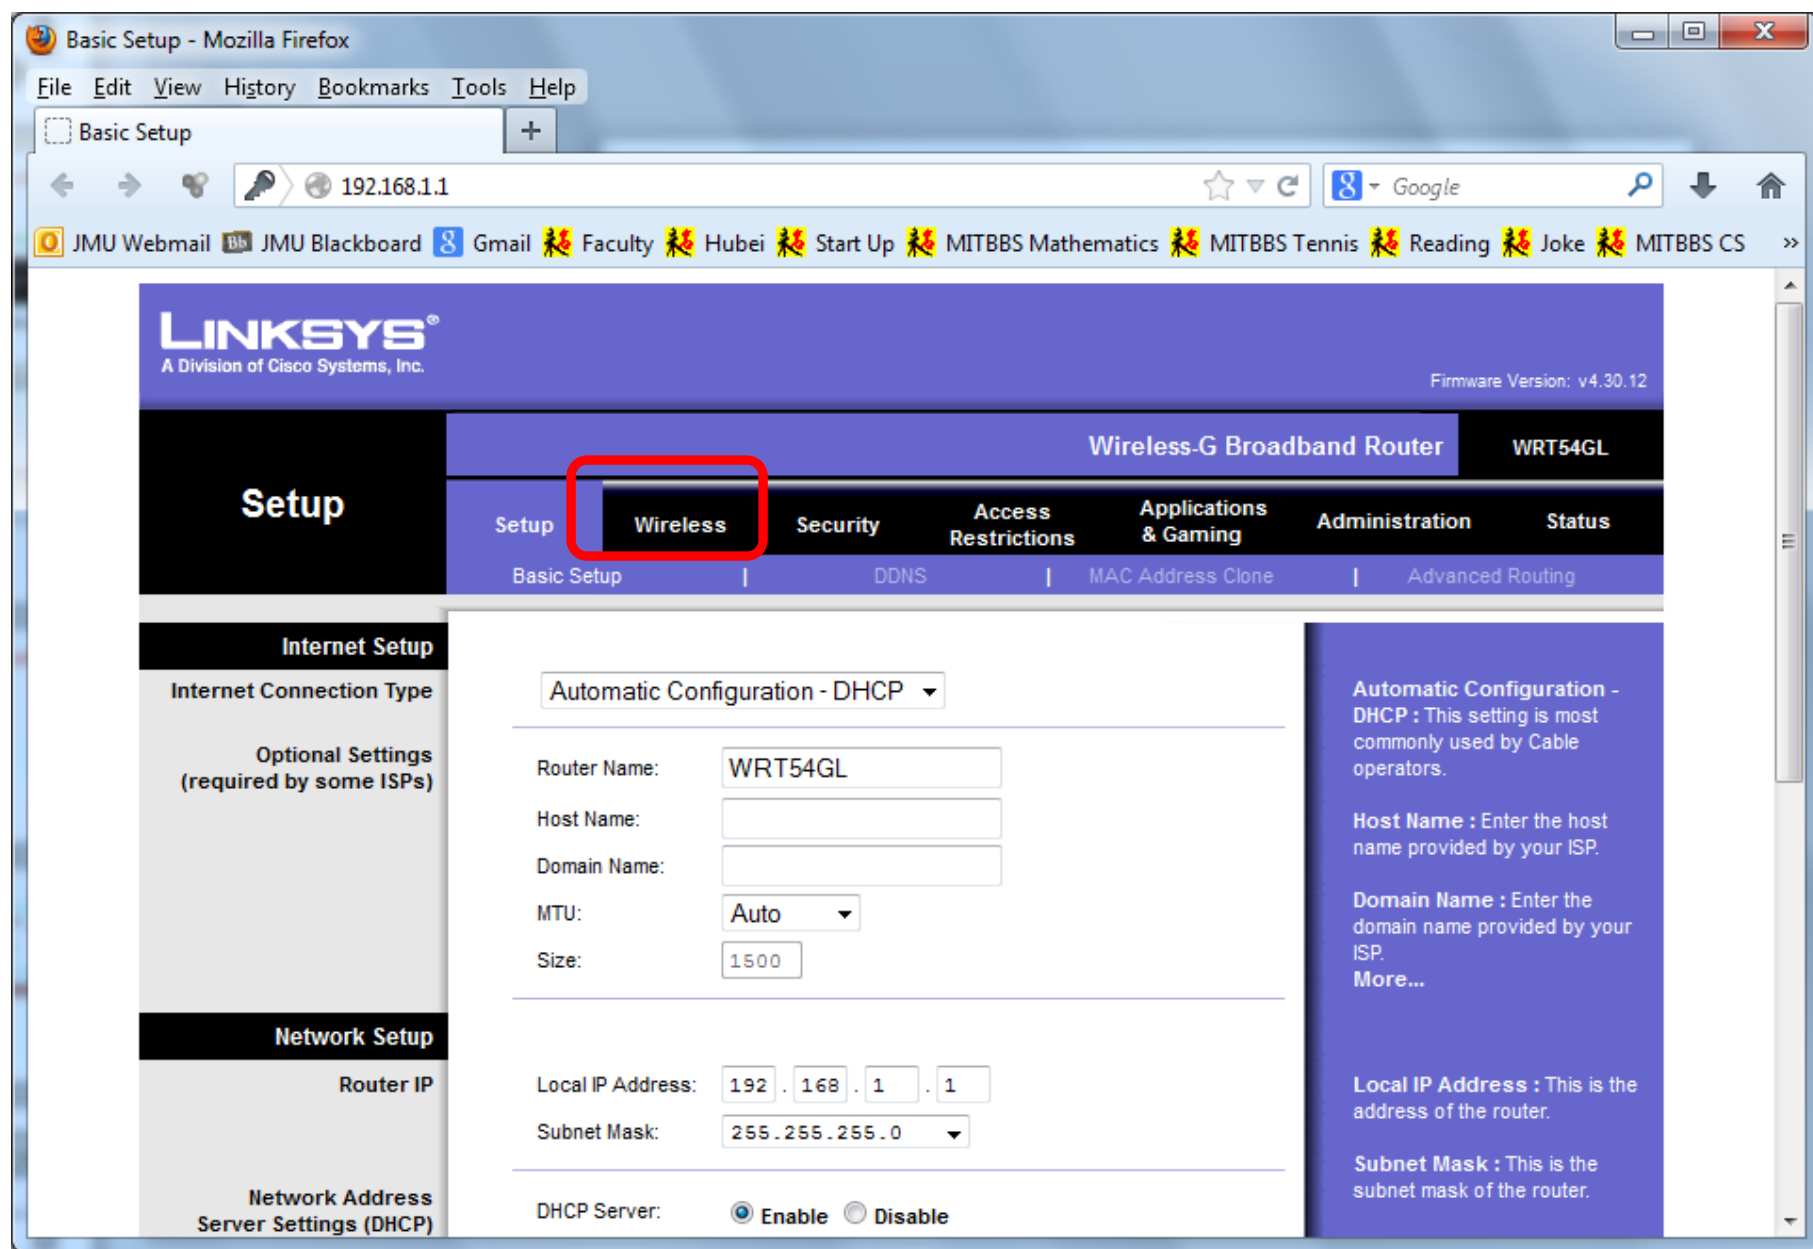 Basic Setup - Mozilla Firefox
File Edit View History Bookmarks Tools Help
Basic Setup
192.168.1.1
Google
JMU Webmail JMU Blackboard Gmail Faculty Hubei Start Up MITBBS Mathematics MITBBS Tennis Reading Joke MITBBS CS
LINKSYS®
A Division of Cisco Systems, Inc.
Firmware Version: v4.30.12
Wireless-G Broadband Router WRT54GL
Setup
Setup Wireless Security Access Restrictions Applications & Gaming Administration Status
Basic Setup | DDNS | MAC Address Clone | Advanced Routing
Internet Setup
Internet Connection Type
Automatic Configuration - DHCP
Optional Settings
(required by some ISPs)
Router Name: WRT54GL
Host Name:
Domain Name:
MTU: Auto
Size: 1500
Automatic Configuration -
DHCP : This setting is most
commonly used by Cable
operators.
Host Name : Enter the host
name provided by your ISP.
Domain Name : Enter the
domain name provided by your
ISP.
More...
Network Setup
Router IP
Local IP Address: 192 . 168 . 1 . 1
Subnet Mask: 255.255.255.0
Local IP Address : This is the
address of the router.
Subnet Mask : This is the
subnet mask of the router.
Network Address
Server Settings (DHCP)
DHCP Server: Enable Disable